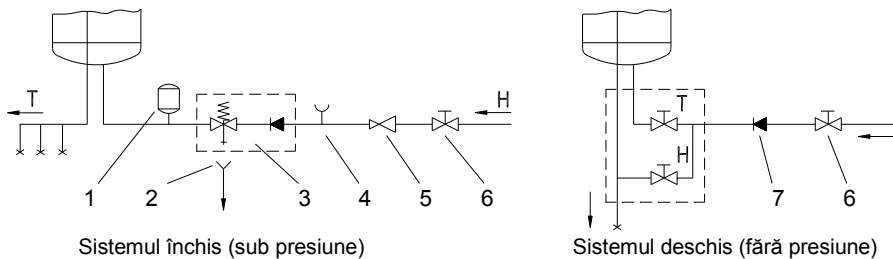 T
H
1
2
3
4
5
6
Sistemul închis (sub presiune)
T
H
7
6
Sistemul deschis (fără presiune)